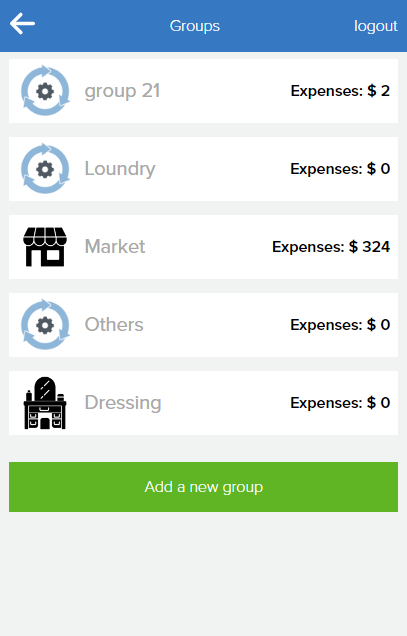 Groups logout
group 21 Expenses: $ 2
Loundry Expenses: $ 0
Market Expenses: $ 324
Others Expenses: $ 0
Dressing Expenses: $ 0
Add a new group